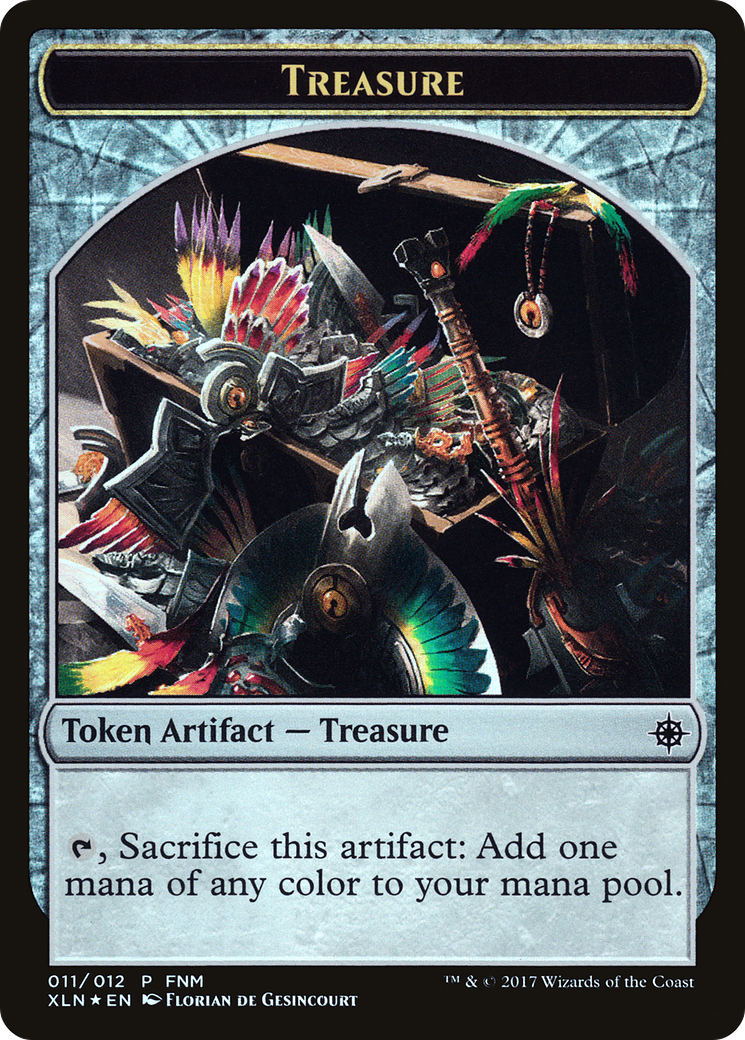 Treasure
Token Artifact — Treasure
, Sacrifice this artifact: Add one
mana of any color to your mana pool.
011/012 P FNM
XLN★EN Florian de Gesincourt
™ & © 2017 Wizards of the Coast